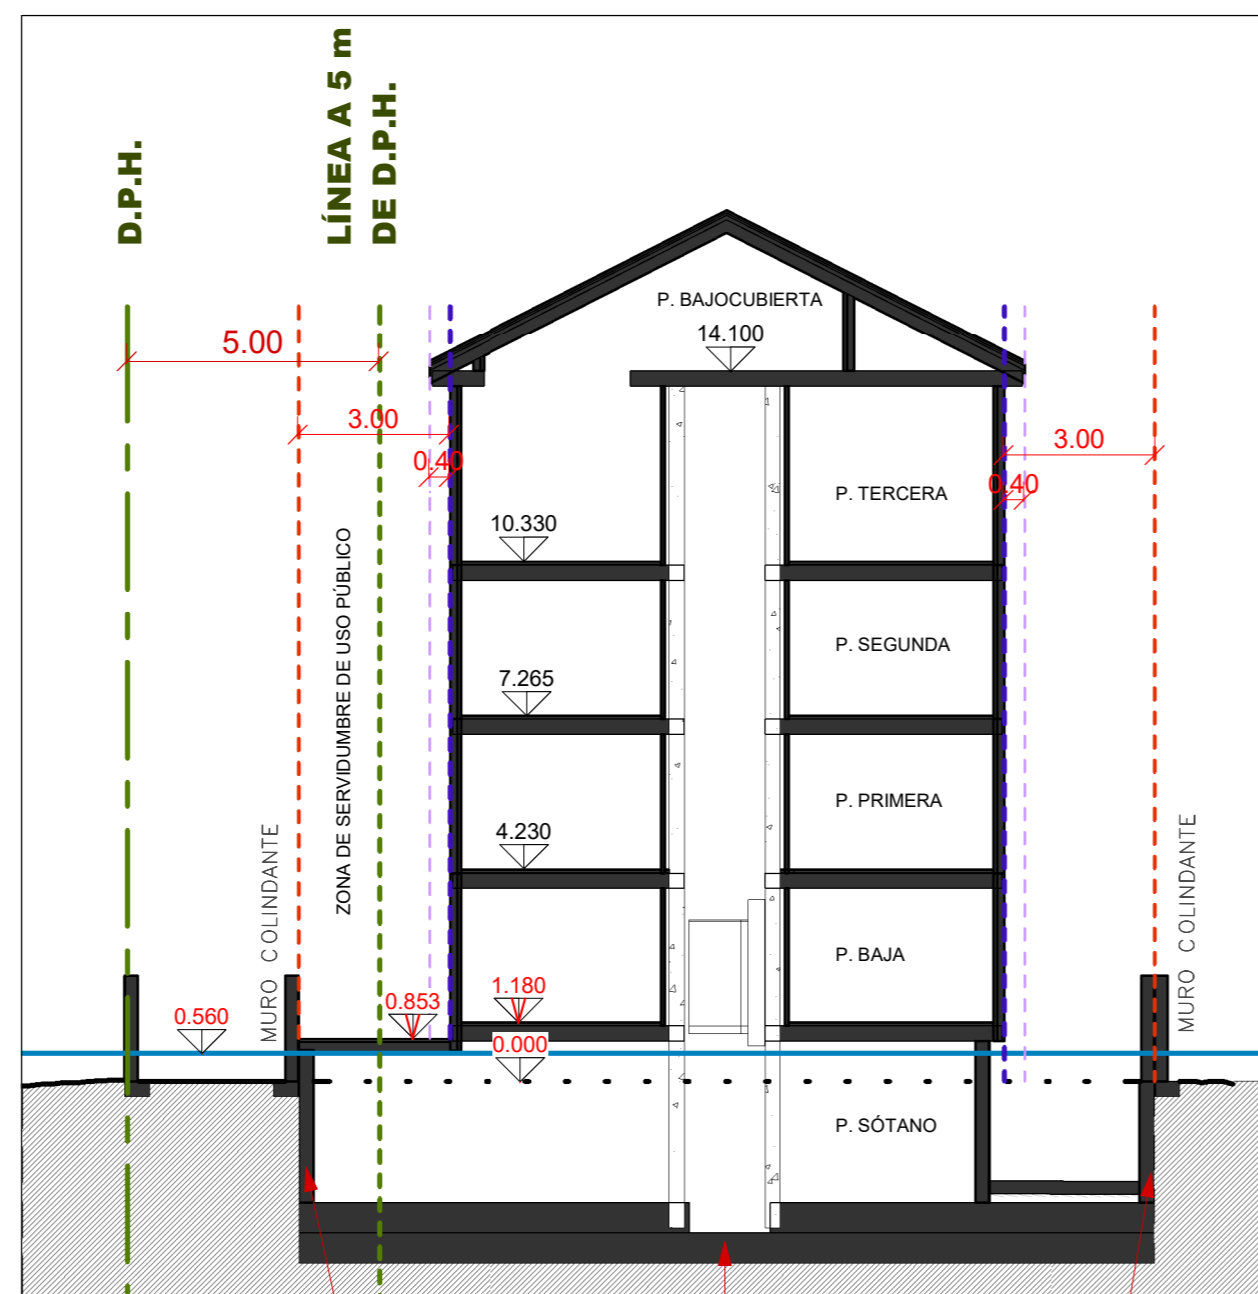 D.P.H.
LÍNEA A 5 m
DE D.P.H.
P. BAJOCUBIERTA
14.100
5.00
3.00
0.40
3.00
0.40
P. TERCERA
10.330
ZONA DE SERVIDUMBRE DE USO PÚBLICO
P. SEGUNDA
7.265
P. PRIMERA
4.230
MURO COLINDANTE
MURO COLINDANTE
P. BAJA
1.180
0.853
0.560
0.000
P. SÓTANO